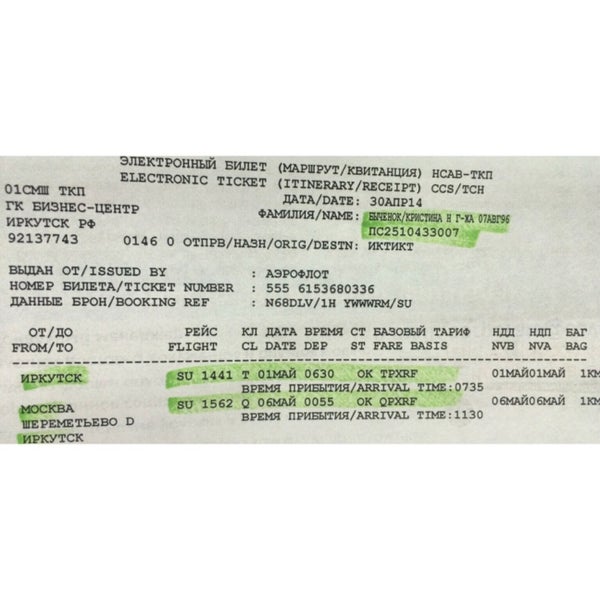 ЭЛЕКТРОННЫЙ БИЛЕТ (МАРШРУТ/КВИТАНЦИЯ) НСАВ-ТКП
ELECTRONIC TICKET (ITINERARY/RECEIPT) CCS/TCH
01СМШ ТКП
ДАТА/DATE: 30АПР14
ГК БИЗНЕС-ЦЕНТР
ФАМИЛИЯ/NAME: БЫЧЕНОК/КРИСТИНА Н Г-ЖА 07АВГ96
ИРКУТСК РФ
ПС2510433007
92137743 0146 0 ОТПРВ/НАЗН/ORIG/DESTN: ИКТИКТ
ВЫДАН ОТ/ISSUED BY : АЭРОФЛОТ
НОМЕР БИЛЕТА/TICKET NUMBER : 555 6153680336
ДАННЫЕ БРОН/BOOKING REF : N68DLV/1H YWWWRM/SU
ОТ/ДО РЕЙС КЛ ДАТА ВРЕМЯ СТ БАЗОВЫЙ ТАРИФ НДД НДП БАГ
FROM/TO FLIGHT CL DATE DEP ST FARE BASIS NVB NVA BAG
ИРКУТСК SU 1441 T 01МАЙ 0630 OK TPXRF 01МАЙ01МАЙ 1КМ
ВРЕМЯ ПРИБЫТИЯ/ARRIVAL TIME:0735
МОСКВА SU 1562 Q 06МАЙ 0055 OK QPXRF 06МАЙ06МАЙ 1КМ
ШЕРЕМЕТЬЕВО D ВРЕМЯ ПРИБЫТИЯ/ARRIVAL TIME:1130
ИРКУТСК